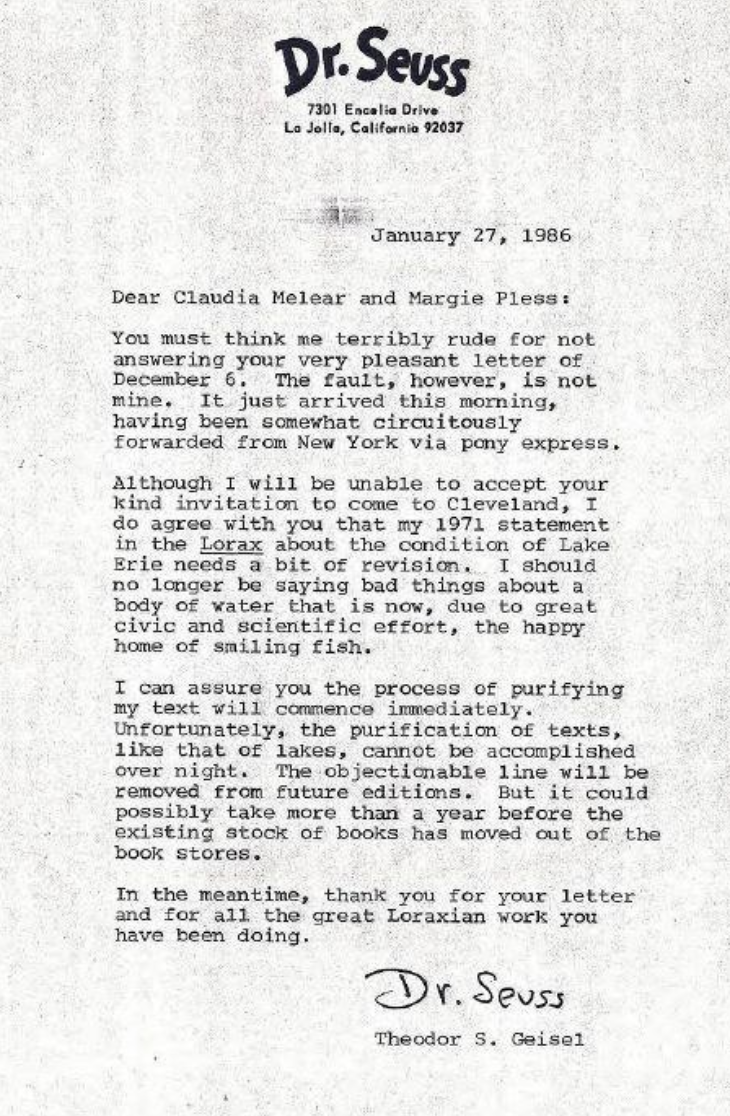 Dr. Seuss
7301 Encelia Drive
La Jolla, California 92037
January 27, 1986
Dear Claudia Melear and Margie Pless:
You must think me terribly rude for not
answering your very pleasant letter of
December 6. The fault, however, is not
mine. It just arrived this morning,
having been somewhat circuitously
forwarded from New York via pony express.
Although I will be unable to accept your
kind invitation to come to Cleveland, I
do agree with you that my 1971 statement
in the Lorax about the condition of Lake
Erie needs a bit of revision. I should
no longer be saying bad things about a
body of water that is now, due to great
civic and scientific effort, the happy
home of smiling fish.
I can assure you the process of purifying
my text will commence immediately.
Unfortunately, the purification of texts,
like that of lakes, cannot be accomplished
over night. The objectionable line will be
removed from future editions. But it could
possibly take more than a year before the
existing stock of books has moved out of the
book stores.
In the meantime, thank you for your letter
and for all the great Loraxian work you
have been doing.
Dr. Seuss
Theodor S. Geisel